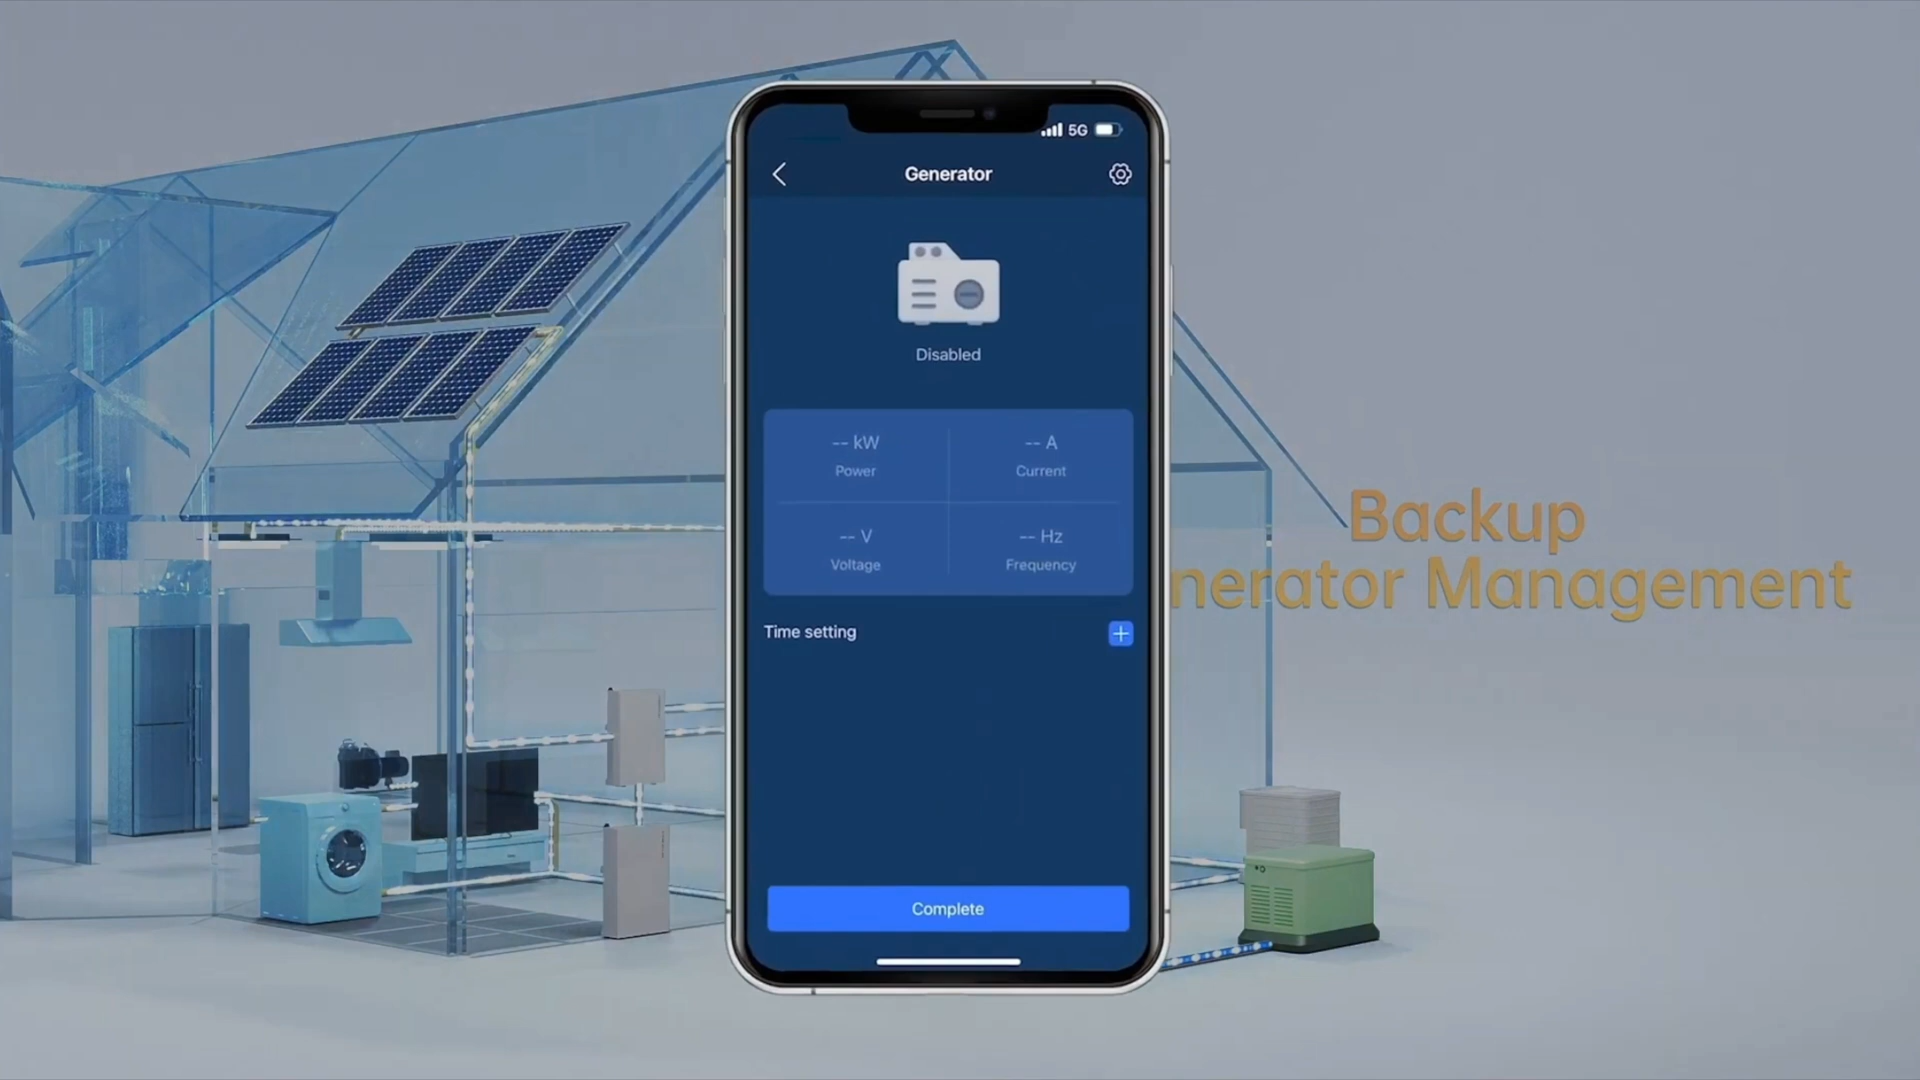 5G
Generator
Disabled
-- kW
Power
-- A
Current
-- V
Voltage
-- Hz
Frequency
Time setting
Complete
Backup
nerator Management